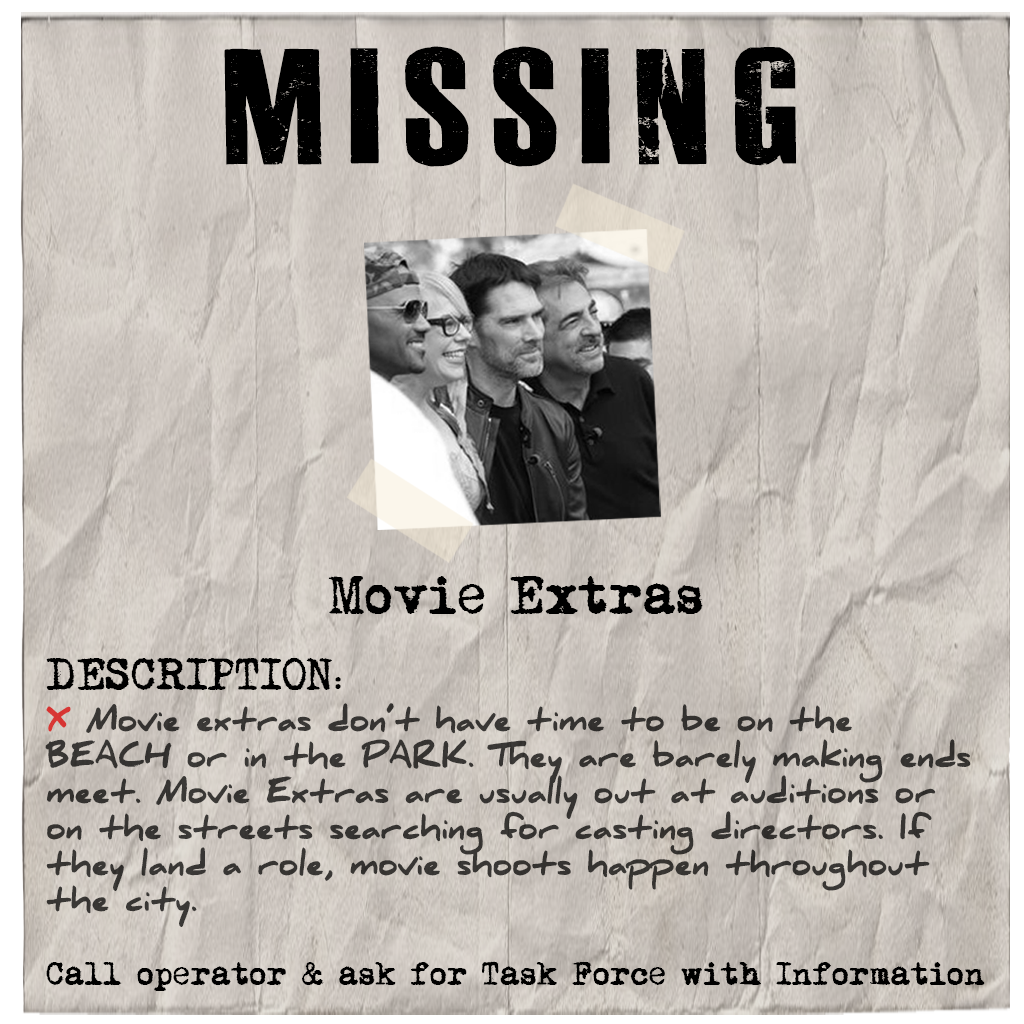 MISSING
Movie Extras
DESCRIPTION:
✗ Movie extras don't have time to be on the
BEACH or in the PARK. They are barely making ends
meet. Movie Extras are usually out at auditions or
on the streets searching for casting directors. If
they land a role, movie shoots happen throughout
the city.
Call operator & ask for Task Force with Information